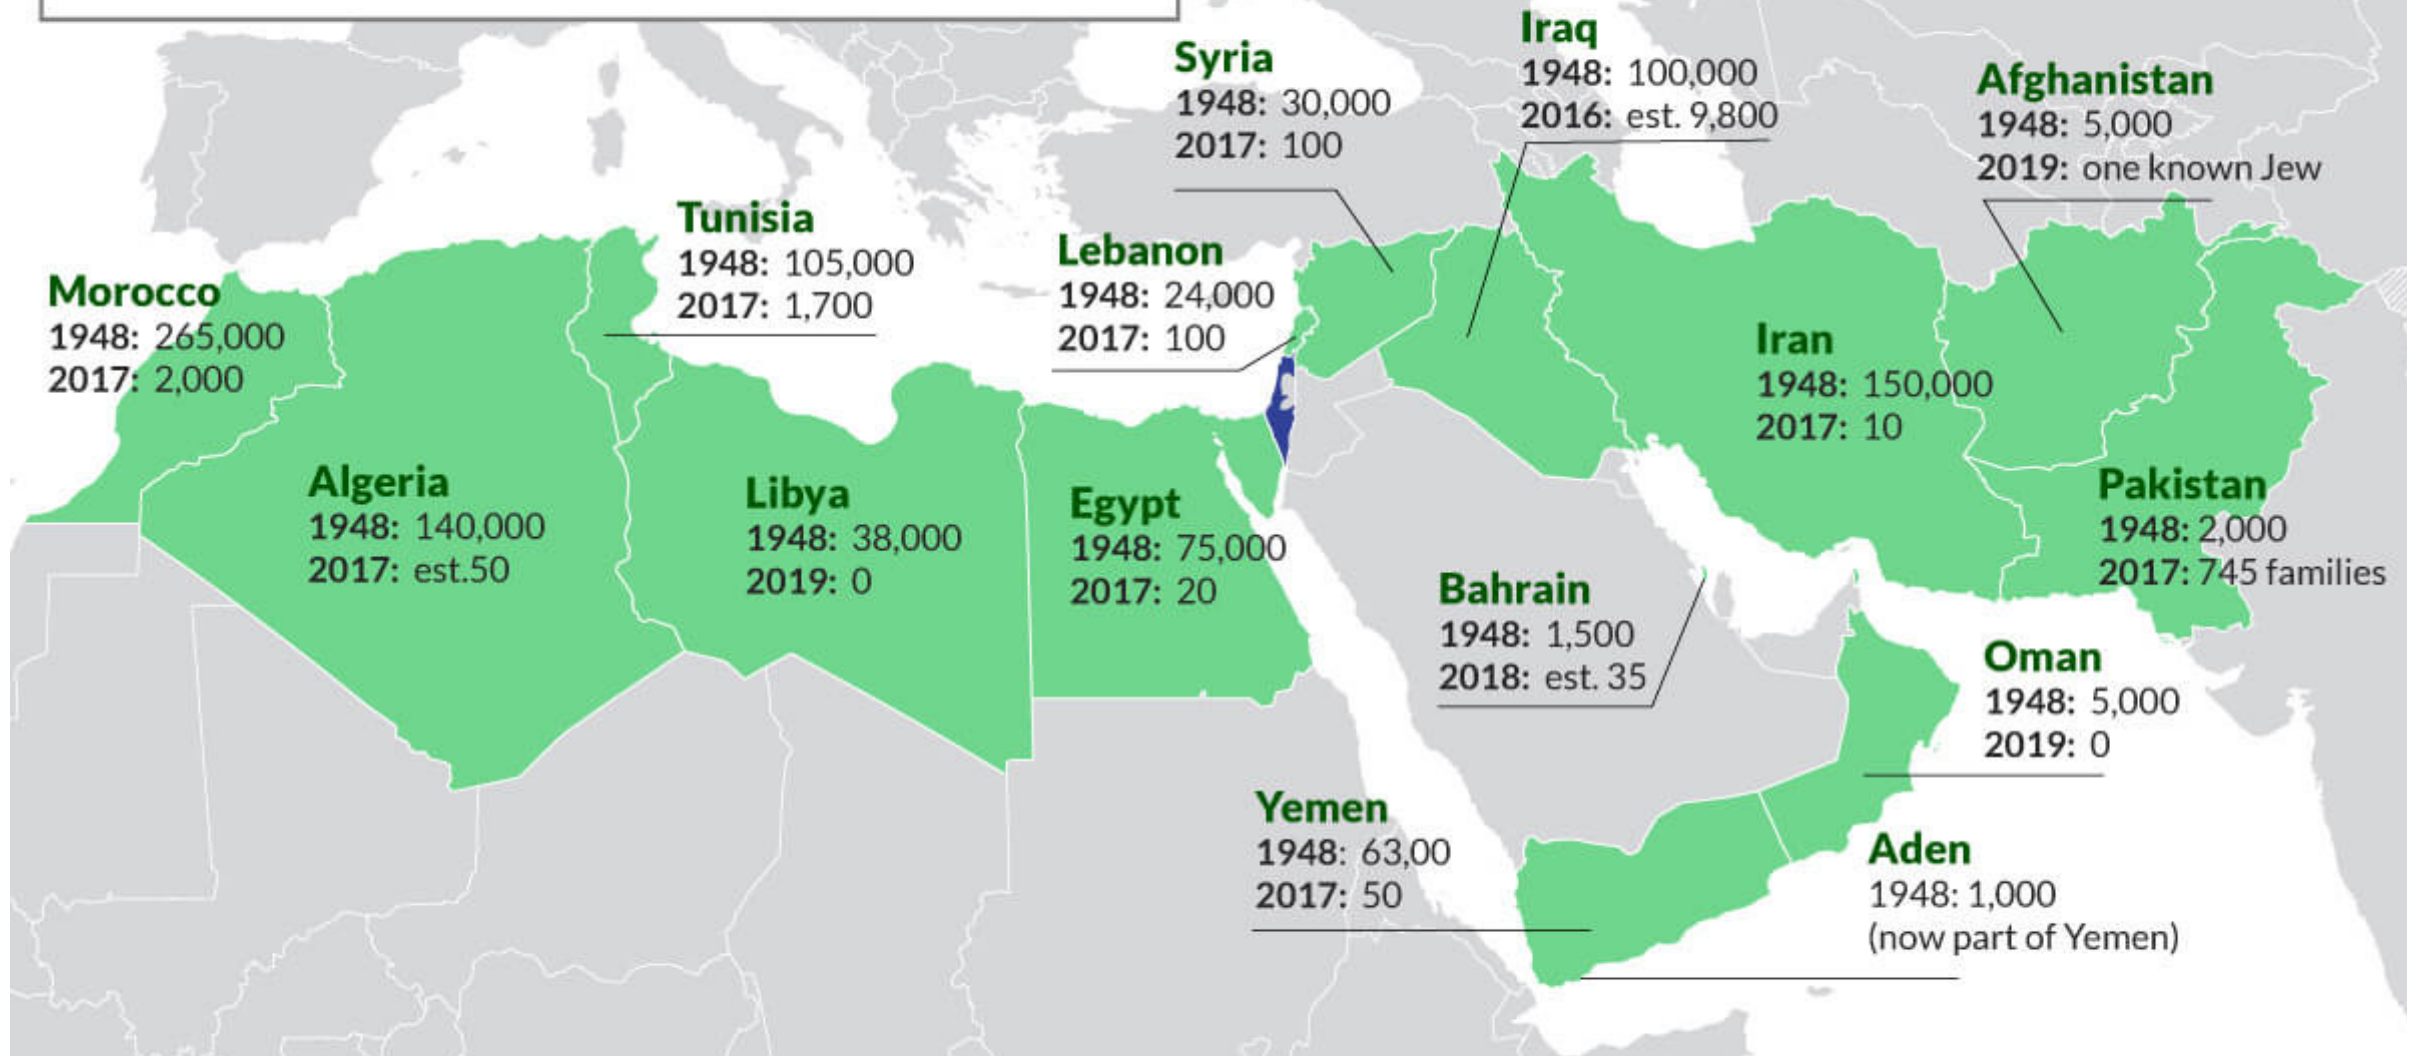 Iraq
1948: 100,000
2016: est. 9,800
Syria
1948: 30,000
2017: 100
Afghanistan
1948: 5,000
2019: one known Jew
Tunisia
1948: 105,000
2017: 1,700
Lebanon
1948: 24,000
2017: 100
Morocco
1948: 265,000
2017: 2,000
Iran
1948: 150,000
2017: 10
Algeria
1948: 140,000
2017: est.50
Libya
1948: 38,000
2019: 0
Egypt
1948: 75,000
2017: 20
Pakistan
1948: 2,000
2017: 745 families
Bahrain
1948: 1,500
2018: est. 35
Oman
1948: 5,000
2019: 0
Yemen
1948: 63,00
2017: 50
Aden
1948: 1,000
(now part of Yemen)